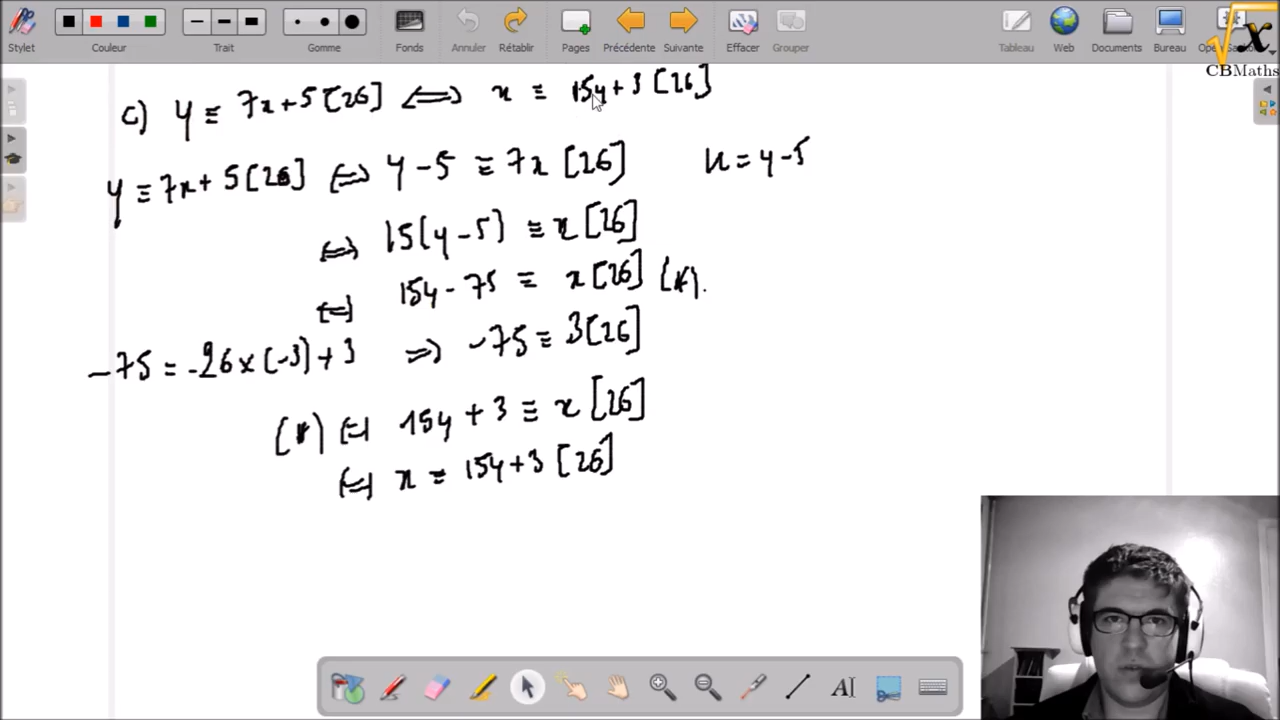 Stylet Couleur Trait Gomme Fonds Annuler Rétablir Pages Précédente Suivante Effacer Grouper Tableau Web Documents Bureau
CBMaths
c) y ≡ 7x+5[26] ⟺ x ≡ 15y+3[26]
y ≡ 7x+5[26] ⟺ y-5 ≡ 7x[26] u=y-5
⟺ 15(y-5) ≡ x[26]
⟺ 15y-75 ≡ x[26] (*).
-75 = 26×(-3)+3 ⟹ -75 ≡ 3[26]
(*) ⟺ 15y+3 ≡ x[26]
⟺ x ≡ 15y+3[26]
AI